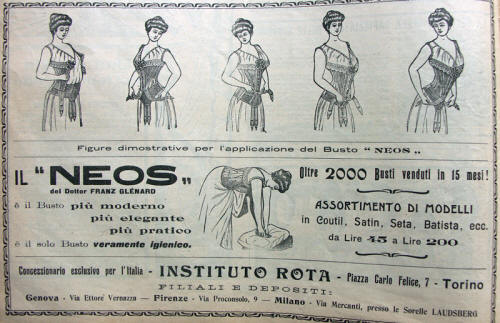 Figure dimostrative per l'applicazione del Busto "NEOS„
IL "NEOS„
del Dottor FRANZ GLÉNARD
è il Busto più moderno
più elegante
più pratico
è il solo Busto veramente igienico.
Oltre 2000 Busti venduti in 15 mesi!
ASSORTIMENTO DI MODELLI
in Coutil, Satin, Seta, Batista, ecc.
da Lire 45 a Lire 200
Concessionario esclusivo per l'Italia - INSTITUTO ROTA - Piazza Carlo Felice, 7 - Torino
FILIALI E DEPOSITI:
Genova - Via Ettore Vernazza — Firenze - Via Proconsolo, 9 — Milano - Via Mercanti, presso le Sorelle LAUDSBERG